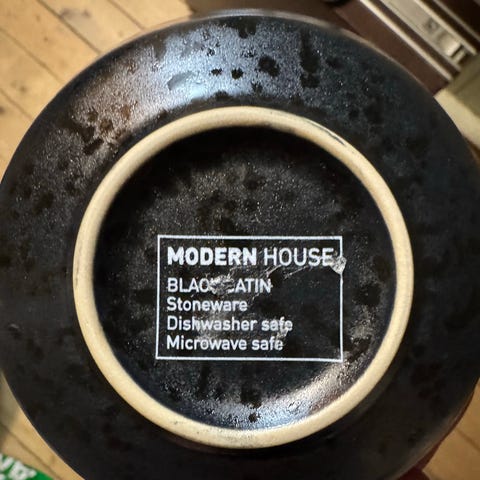 MODERN HOUSE
Stoneware
Dishwasher safe
Microwave safe